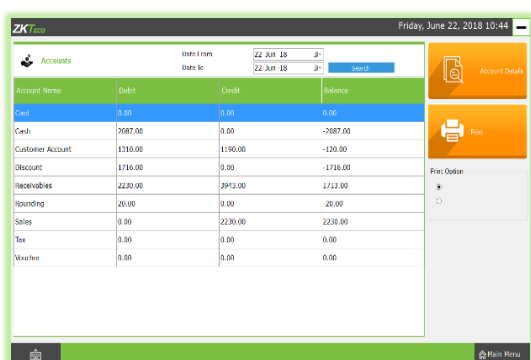 ZKTeco Friday, June 22, 2018 10:44
Accounts
Date From 22-Jun-18
Date To 22-Jun-18 Search
Account Name Debit Credit Balance
Card 0.00 0.00 0.00
Cash 2087.00 0.00 -2087.00
Customer Account 1310.00 1190.00 -120.00
Discount 1716.00 0.00 -1716.00
Receivables 2230.00 3943.00 1713.00
Rounding 20.00 0.00 -20.00
Sales 0.00 2230.00 2230.00
Tax 0.00 0.00 0.00
Voucher 0.00 0.00 0.00
Account Details
Print
Print Option
Main Menu